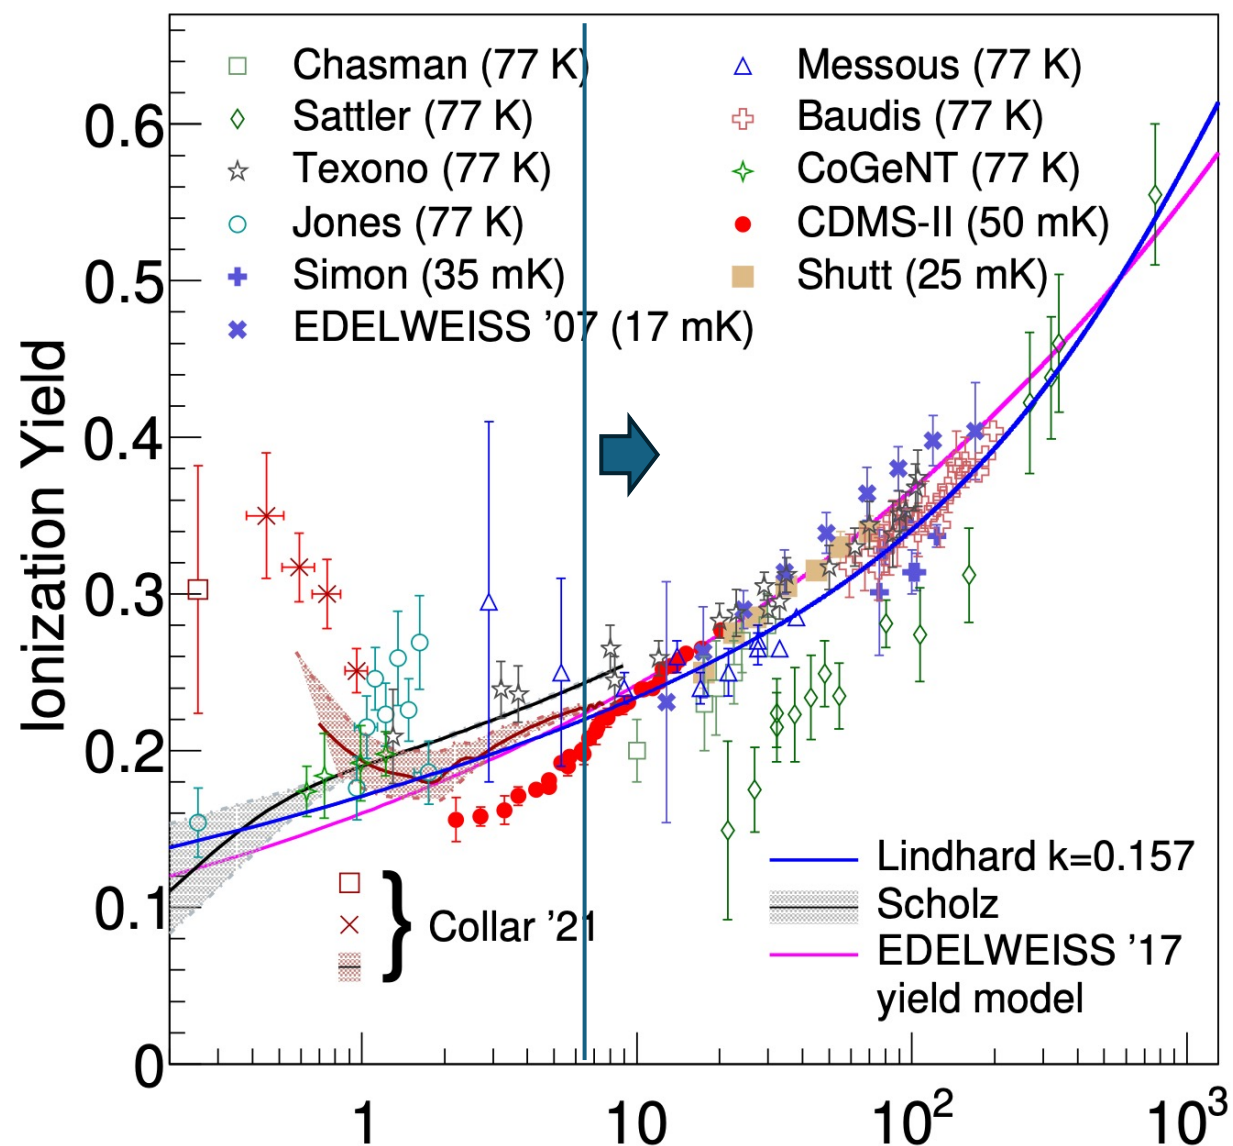 Chasman (77 K)
Sattler (77 K)
Texono (77 K)
Jones (77 K)
Simon (35 mK)
EDELWEISS ’07 (17 mK)
Messous (77 K)
Baudis (77 K)
CoGeNT (77 K)
CDMS-II (50 mK)
Shutt (25 mK)
Ionization Yield
0.6
0.5
0.4
0.3
0.2
0.1
0
Collar ’21
Lindhard k=0.157
Scholz
EDELWEISS ’17
yield model
1
10
10²
10³